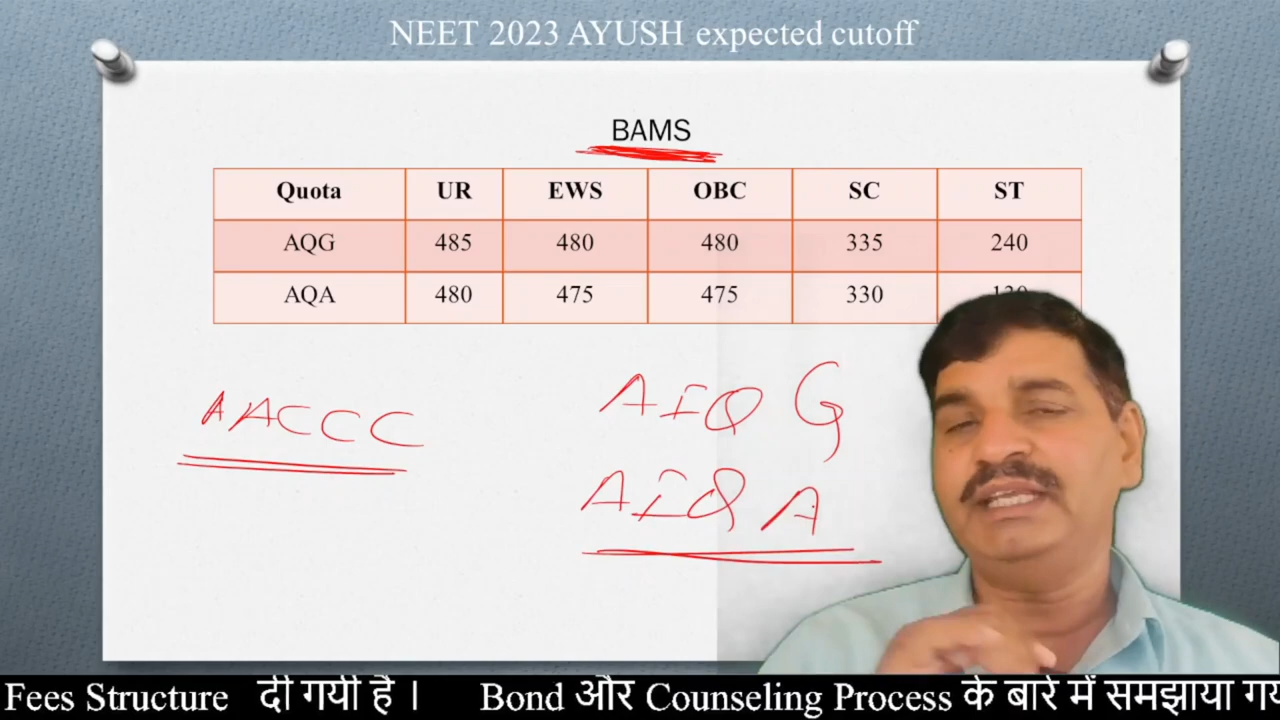 NEET 2023 AYUSH expected cutoff
BAMS
Quota UR EWS OBC SC ST
AQG 485 480 480 335 240
AQA 480 475 475 330
AACCC
AIQ G
AIQ A
Fees Structure दी गयी है । Bond और Counseling Process के बारे में समझाया